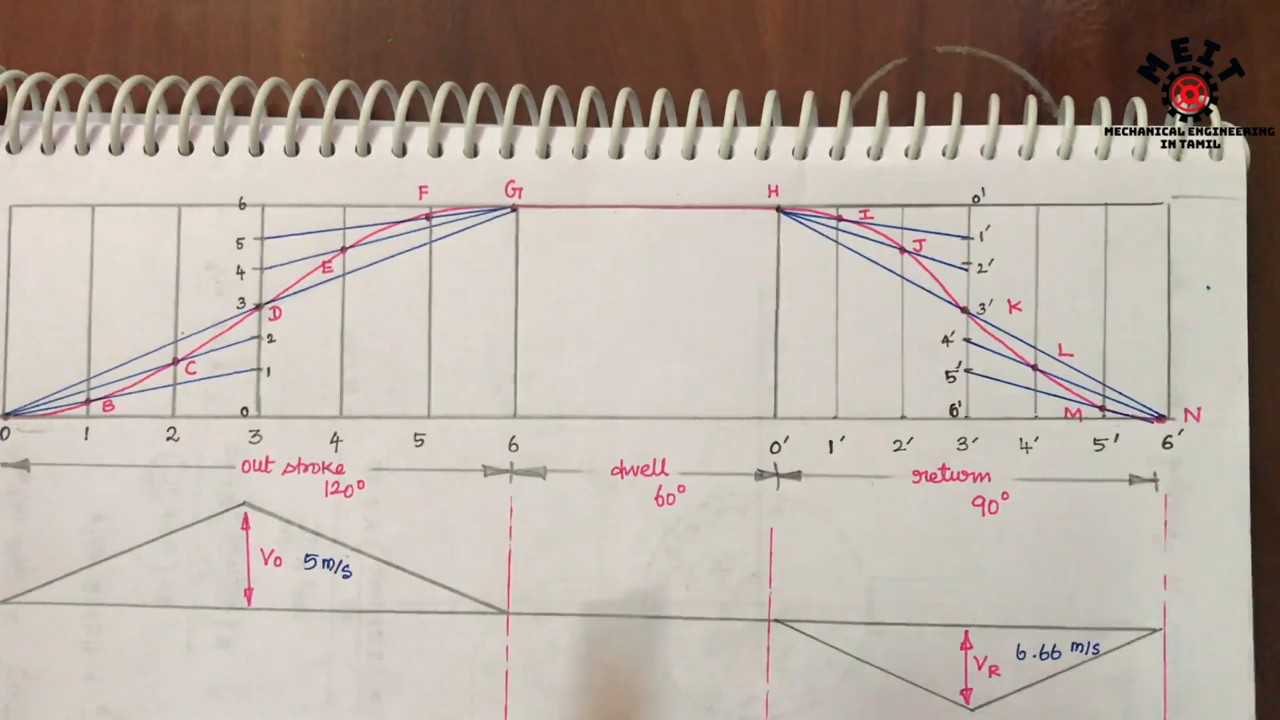 MEIT
MECHANICAL ENGINEERING
IN TAMIL
F G H
6 0'
I
5 1'
E J
4 2'
3 D 3' K
2 4' L
C
1 5'
B
0 6' M N
0 1 2 3 4 5 6 0' 1' 2' 3' 4' 5' 6'
out stroke dwell return
120° 60° 90°
Vo 5 m/s
VR 6.66 m/s